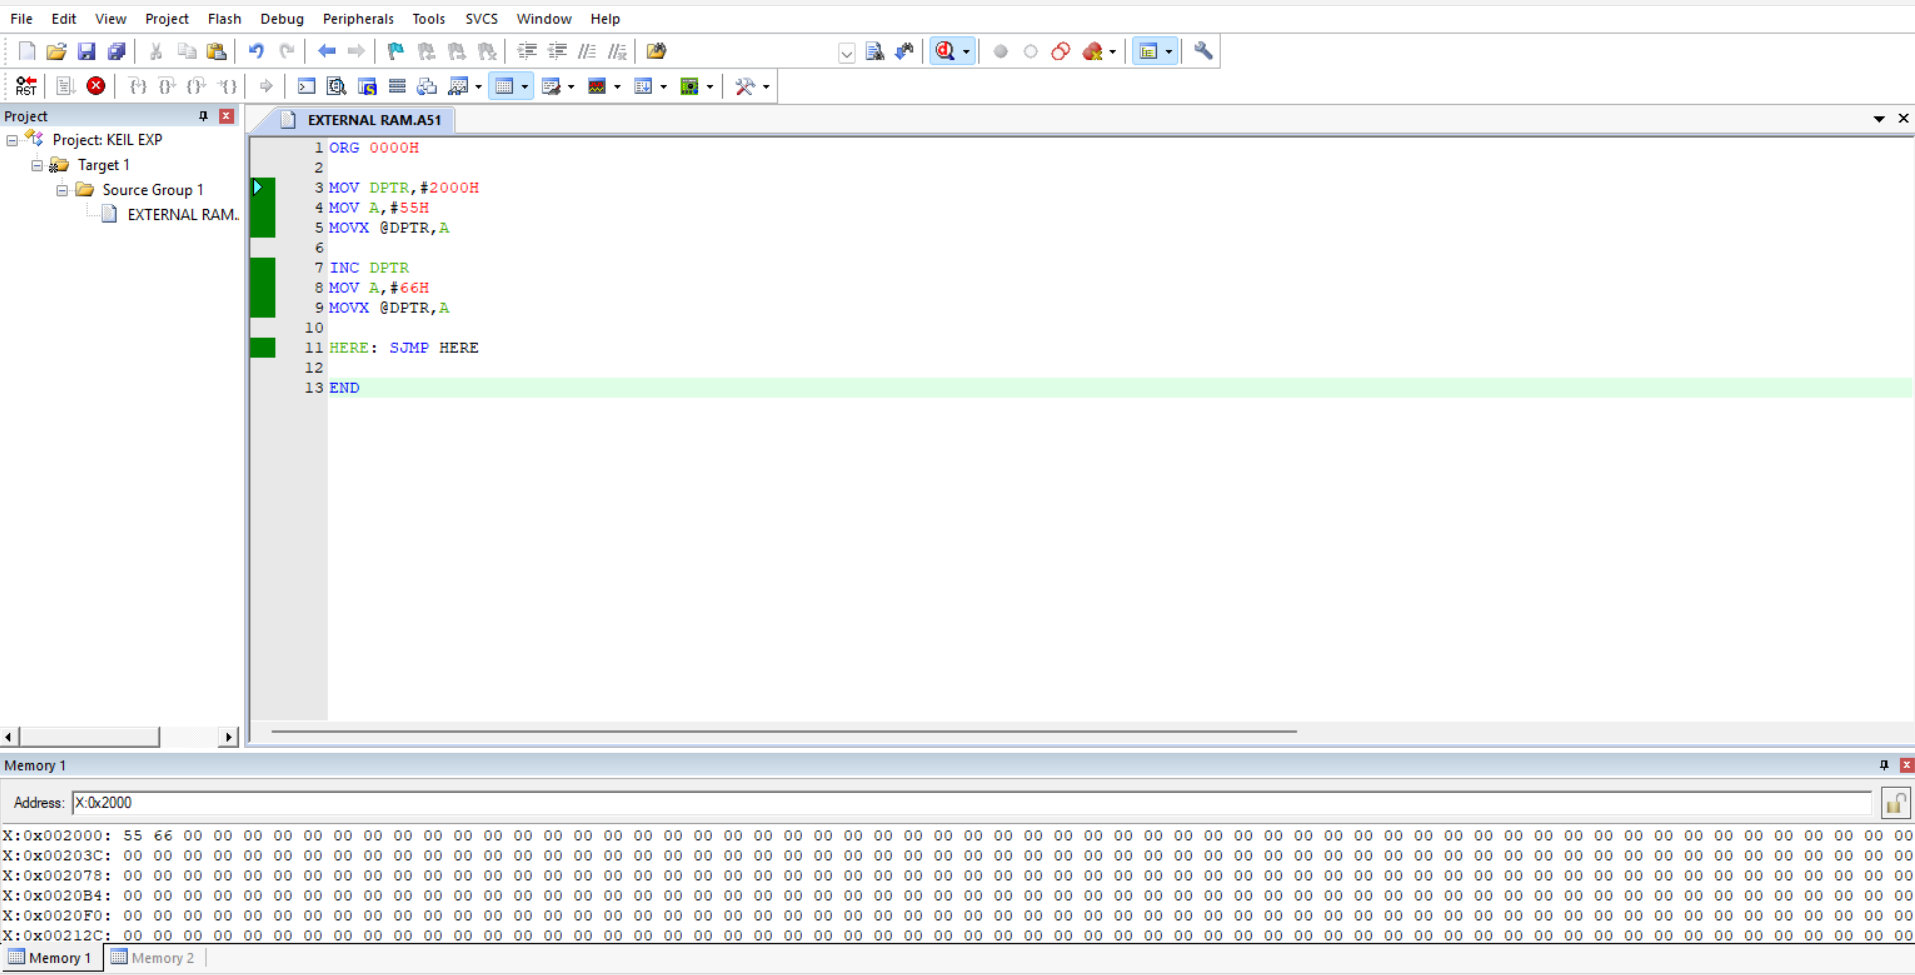 File Edit View Project Flash Debug Peripherals Tools SVCS Window Help
RST
Project
Project: KEIL EXP
Target 1
Source Group 1
EXTERNAL RAM..
EXTERNAL RAM.A51
1 ORG 0000H
2
3 MOV DPTR,#2000H
4 MOV A,#55H
5 MOVX @DPTR,A
6
7 INC DPTR
8 MOV A,#66H
9 MOVX @DPTR,A
10
11 HERE: SJMP HERE
12
13 END
Memory 1
Address: X:0x2000
X:0x002000: 55 66 00 00 00 00 00 00 00 00 00 00 00 00 00 00 00 00 00 00 00 00 00 00 00 00 00 00 00 00 00 00 00 00 00 00 00 00 00 00 00 00 00 00 00 00 00 00 00 00 00 00 00 00 00 00 00 00 00 00
X:0x00203C: 00 00 00 00 00 00 00 00 00 00 00 00 00 00 00 00 00 00 00 00 00 00 00 00 00 00 00 00 00 00 00 00 00 00 00 00 00 00 00 00 00 00 00 00 00 00 00 00 00 00 00 00 00 00 00 00 00 00 00 00
X:0x002078: 00 00 00 00 00 00 00 00 00 00 00 00 00 00 00 00 00 00 00 00 00 00 00 00 00 00 00 00 00 00 00 00 00 00 00 00 00 00 00 00 00 00 00 00 00 00 00 00 00 00 00 00 00 00 00 00 00 00 00 00
X:0x0020B4: 00 00 00 00 00 00 00 00 00 00 00 00 00 00 00 00 00 00 00 00 00 00 00 00 00 00 00 00 00 00 00 00 00 00 00 00 00 00 00 00 00 00 00 00 00 00 00 00 00 00 00 00 00 00 00 00 00 00 00 00
X:0x0020F0: 00 00 00 00 00 00 00 00 00 00 00 00 00 00 00 00 00 00 00 00 00 00 00 00 00 00 00 00 00 00 00 00 00 00 00 00 00 00 00 00 00 00 00 00 00 00 00 00 00 00 00 00 00 00 00 00 00 00 00 00
X:0x00212C: 00 00 00 00 00 00 00 00 00 00 00 00 00 00 00 00 00 00 00 00 00 00 00 00 00 00 00 00 00 00 00 00 00 00 00 00 00 00 00 00 00 00 00 00 00 00 00 00 00 00 00 00 00 00 00 00 00 00 00 00
Memory 1 Memory 2